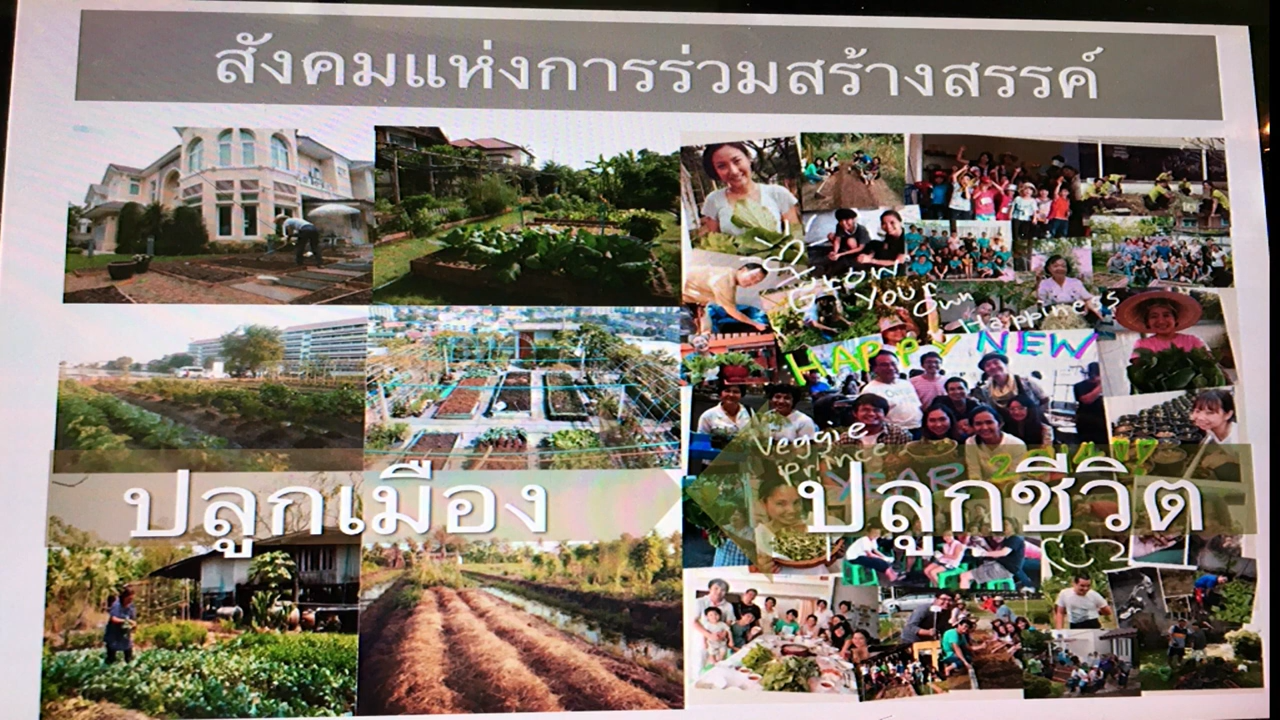 สังคมแห่งการร่วมสร้างสรรค์
Grow
Your
Own
Happiness
HAPPY NEW
Veggie
Prince
YEAR
ปลูกเมือง
ปลูกชีวิต